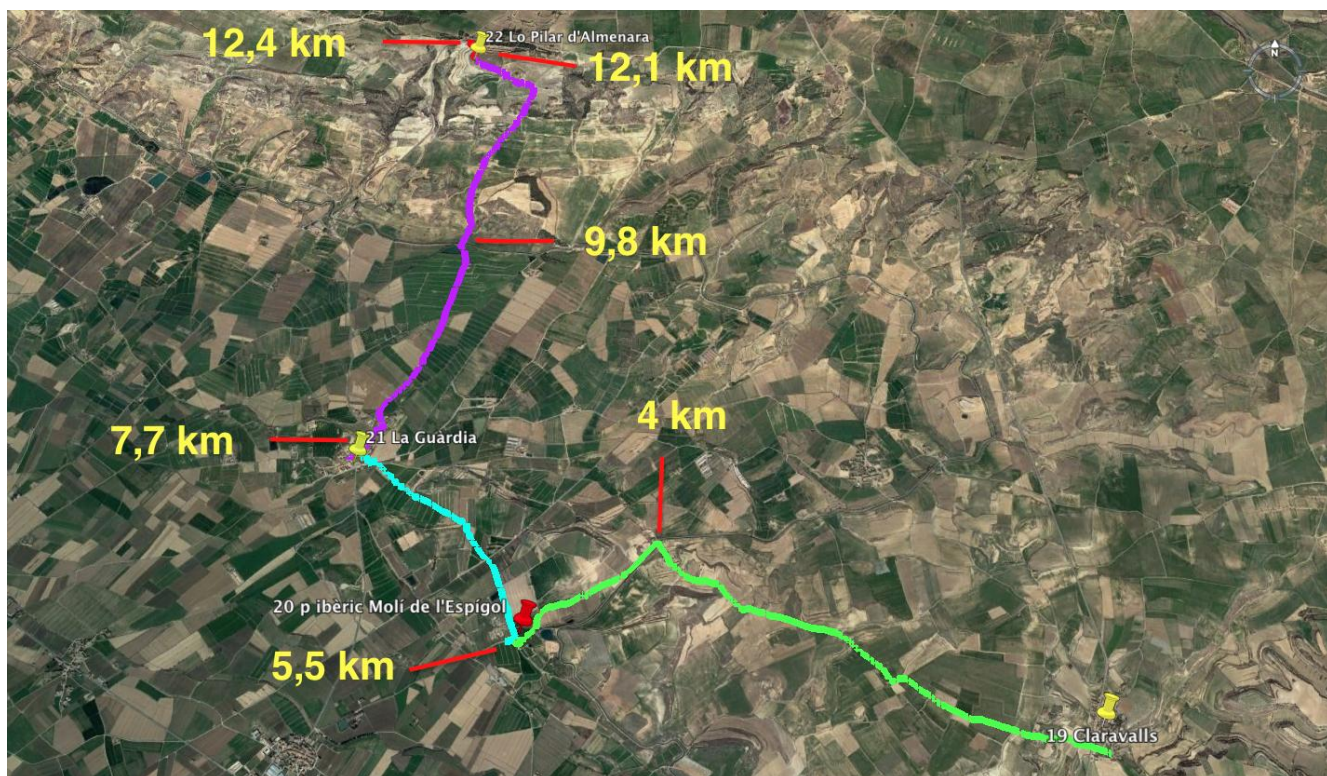 22 Lo Pilar d'Almenara
12,4 km
12,1 km
N
9,8 km
4 km
7,7 km
21 La Guàrdia
20 p ibèric Molí de l'Espígol
5,5 km
19 Claravalls